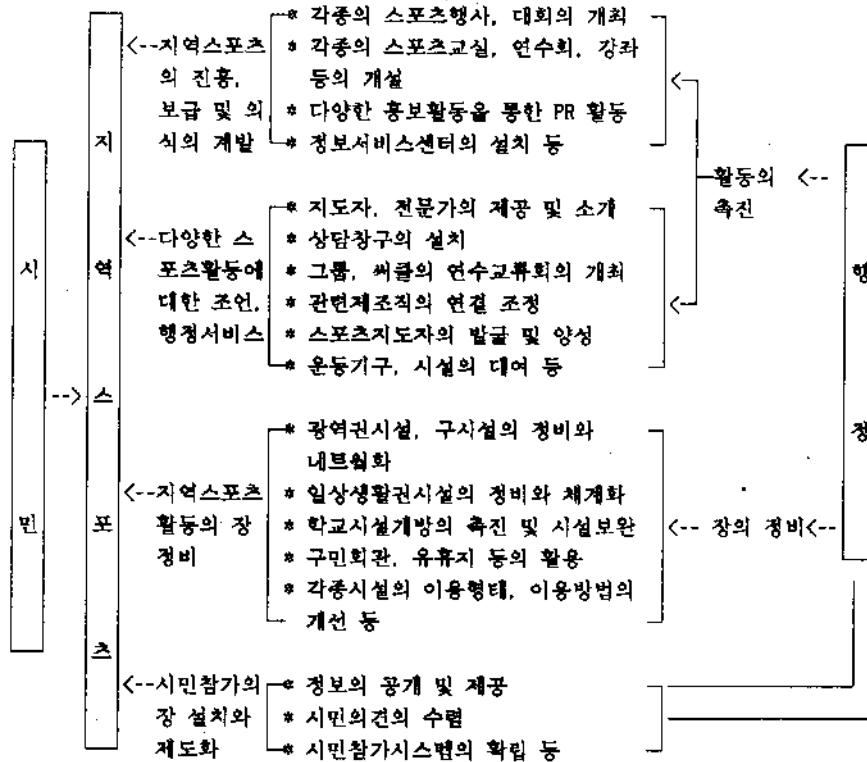 * 각종의 스포츠행사, 대회의 개최
<--지역스포츠 * 각종의 스포츠교실, 연수회, 강좌
의 진흥, 등의 개설
보급 및 의 * 다양한 홍보활동을 통한 PR 활동
식의 개발 * 정보서비스센터의 설치 등
활동의 <--
촉진
* 지도자, 전문가의 제공 및 소개
<--다양한 스 * 상담창구의 설치
포츠활동에 * 그룹, 써클의 연수교류회의 개최
대한 조언, * 관련제조직의 연결 조정
행정서비스 * 스포츠지도자의 발굴 및 양성
* 운동기구, 시설의 대여 등
* 광역권시설, 구시설의 정비와
네트웍화
<--지역스포츠 * 일상생활권시설의 정비와 체계화
활동의 장 * 학교시설개방의 촉진 및 시설보완 <-- 장의 정비<--
정비 * 구민회관, 유휴지 등의 활용
* 각종시설의 이용형태, 이용방법의
개선 등
<--시민참가의 * 정보의 공개 및 제공
장 설치와 * 시민의견의 수렴
제도화 * 시민참가시스템의 확립 등
시민
-->
지역스포츠
행정